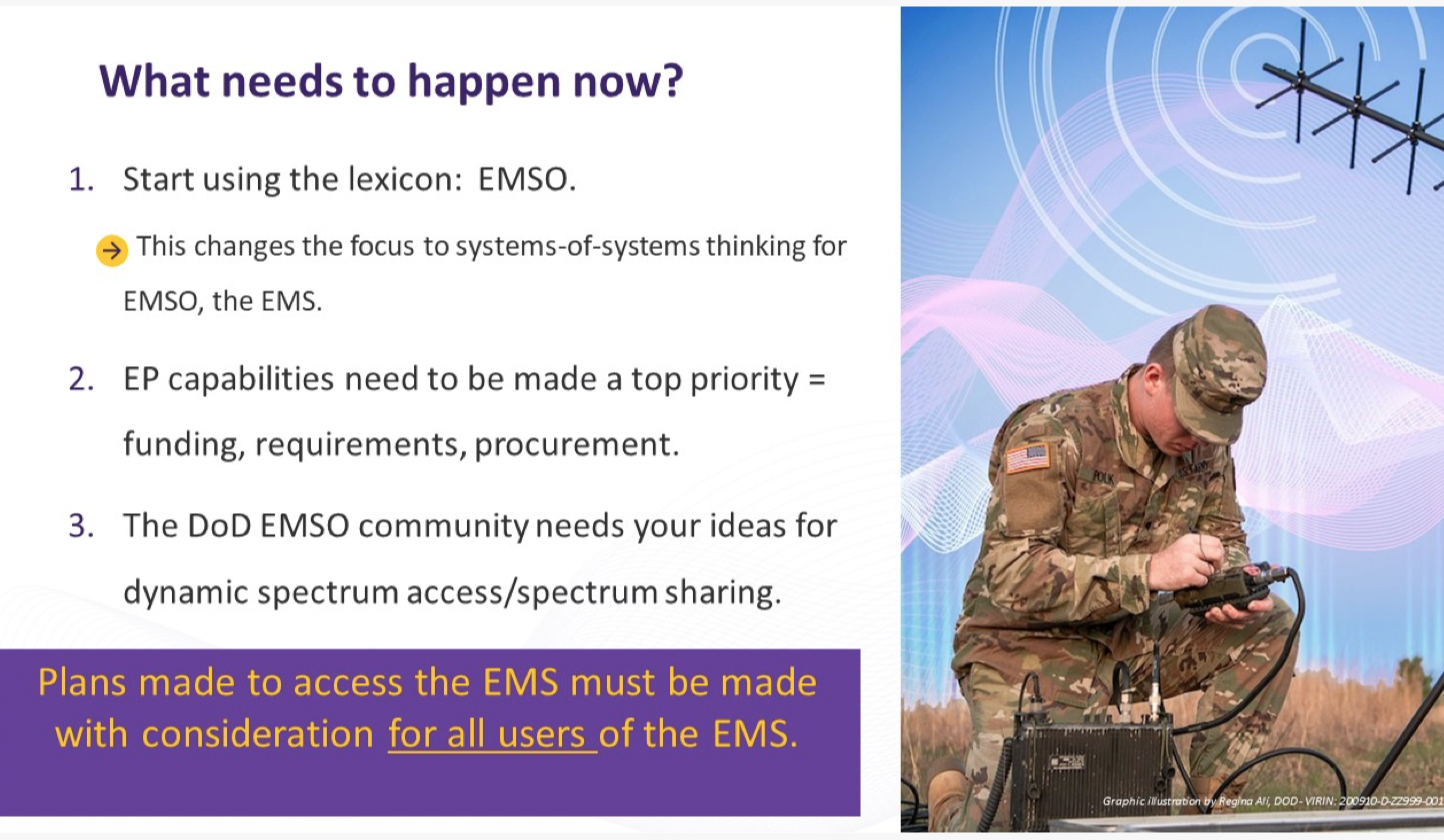 What needs to happen now?
1. Start using the lexicon: EMSO.
→ This changes the focus to systems-of-systems thinking for
EMSO, the EMS.
2. EP capabilities need to be made a top priority =
funding, requirements, procurement.
3. The DoD EMSO community needs your ideas for
dynamic spectrum access/spectrum sharing.
Plans made to access the EMS must be made
with consideration for all users of the EMS.
POLK
Graphic illustration by Regina Ali, DOD - VIRIN: 200910-D-ZZ999-001